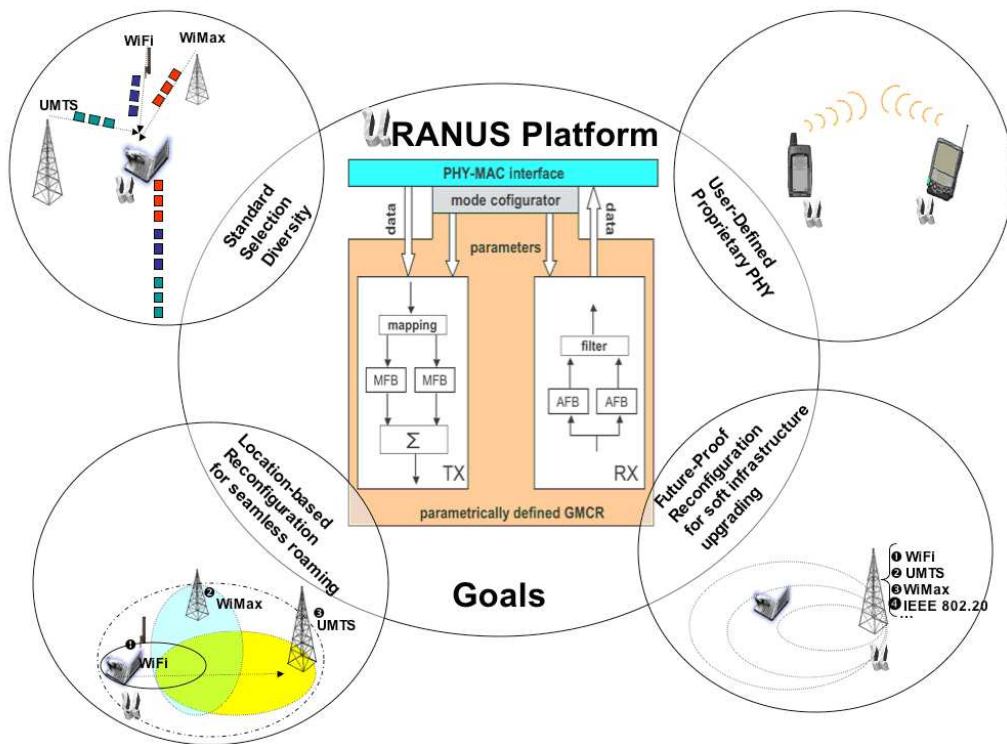 WiFi
WiMax
UMTS
Standard
Selection
Diversity
URANUS Platform
PHY-MAC interface
mode cofigurator
data
data
parameters
mapping
MFB
MFB
Σ
TX
filter
AFB
AFB
RX
parametrically defined GMCR
Goals
User-Defined
Proprietary PHY
Location-based
Reconfiguration
for seamless roaming
❷
WiMax
❸
UMTS
❶
WiFi
Future-Proof
Reconfiguration
for soft infrastructure
upgrading
❶ WiFi
❷ UMTS
❸ WiMax
❹ IEEE 802.20
...